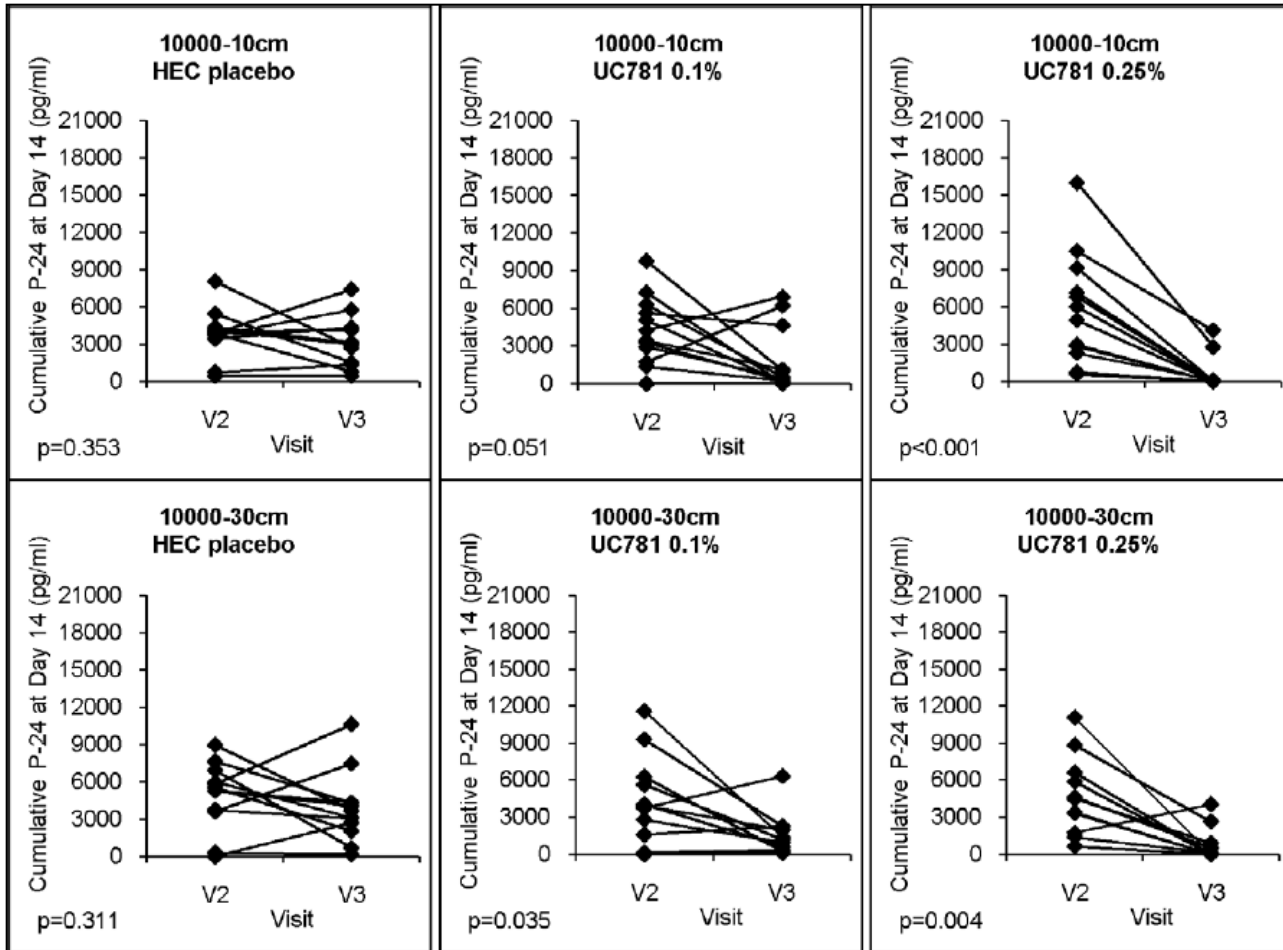 10000-10cm
HEC placebo
Cumulative P-24 at Day 14 (pg/ml)
21000
18000
15000
12000
9000
6000
3000
0
V2 V3
Visit
p=0.353
10000-10cm
UC781 0.1%
Cumulative P-24 at Day 14 (pg/ml)
21000
18000
15000
12000
9000
6000
3000
0
V2 V3
Visit
p=0.051
10000-10cm
UC781 0.25%
Cumulative P-24 at Day 14 (pg/ml)
21000
18000
15000
12000
9000
6000
3000
0
V2 V3
Visit
p<0.001
10000-30cm
HEC placebo
Cumulative P-24 at Day 14 (pg/ml)
21000
18000
15000
12000
9000
6000
3000
0
V2 V3
Visit
p=0.311
10000-30cm
UC781 0.1%
Cumulative P-24 at Day 14 (pg/ml)
21000
18000
15000
12000
9000
6000
3000
0
V2 V3
Visit
p=0.035
10000-30cm
UC781 0.25%
Cumulative P-24 at Day 14 (pg/ml)
21000
18000
15000
12000
9000
6000
3000
0
V2 V3
Visit
p=0.004